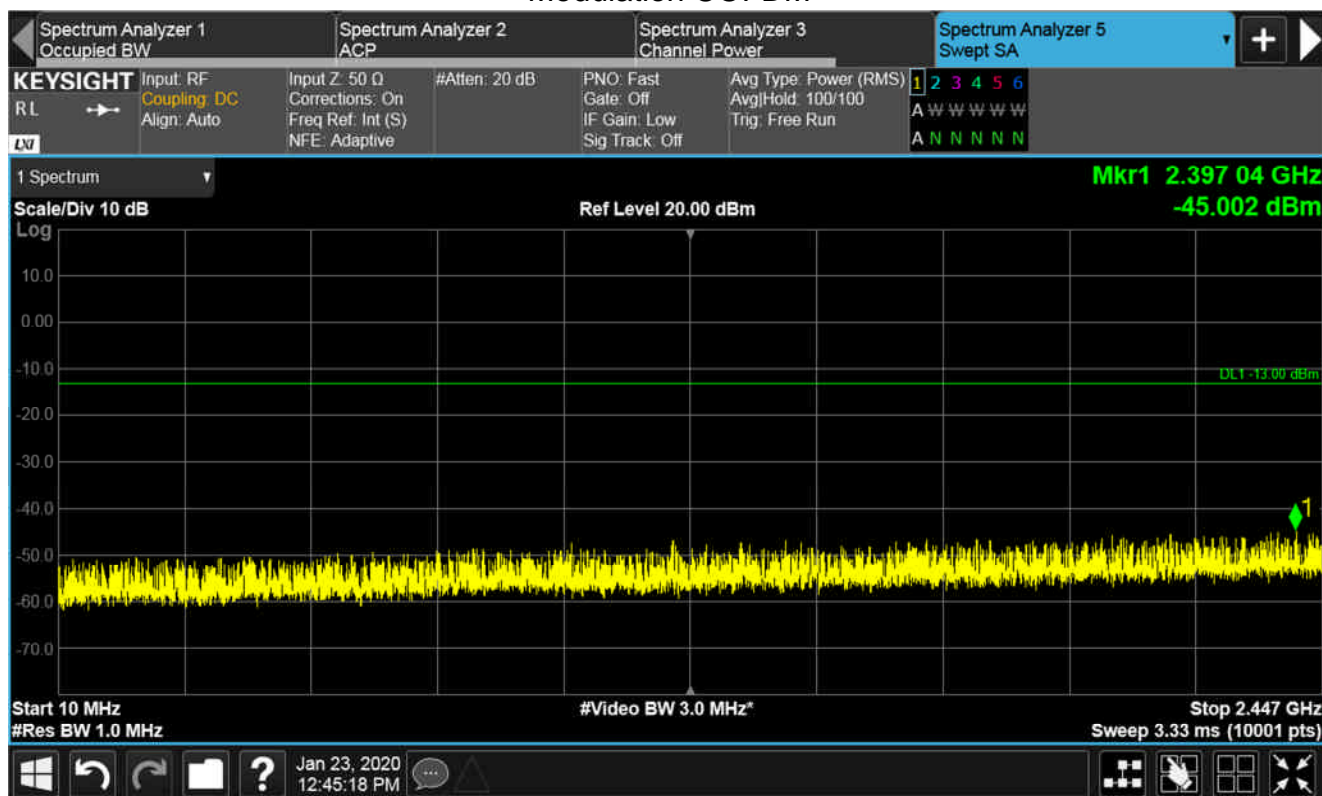 Spectrum Analyzer 1
Occupied BW
Spectrum Analyzer 2
ACP
Spectrum Analyzer 3
Channel Power
Spectrum Analyzer 5
Swept SA
KEYSIGHT
RL
LXI
Input: RF
Coupling: DC
Align: Auto
Input Z: 50 Ω
Corrections: On
Freq Ref: Int (S)
NFE: Adaptive
#Atten: 20 dB
PNO: Fast
Gate: Off
IF Gain: Low
Sig Track: Off
Avg Type: Power (RMS)
Avg|Hold: 100/100
Trig: Free Run
1 2 3 4 5 6
A W W W W W
A N N N N N
1 Spectrum
Scale/Div 10 dB
Ref Level 20.00 dBm
Mkr1 2.397 04 GHz
-45.002 dBm
Log
10.0
0.00
-10.0
DL1 -13.00 dBm
-20.0
-30.0
-40.0
1
-50.0
-60.0
-70.0
Start 10 MHz
#Video BW 3.0 MHz*
Stop 2.447 GHz
#Res BW 1.0 MHz
Sweep 3.33 ms (10001 pts)
?
Jan 23, 2020
12:45:18 PM